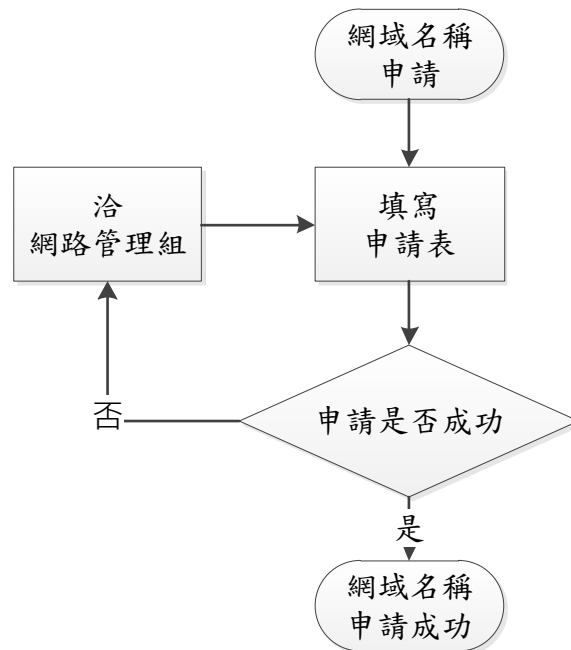 網域名稱
申請
洽
網路管理組
填寫
申請表
申請是否成功
否
是
網域名稱
申請成功